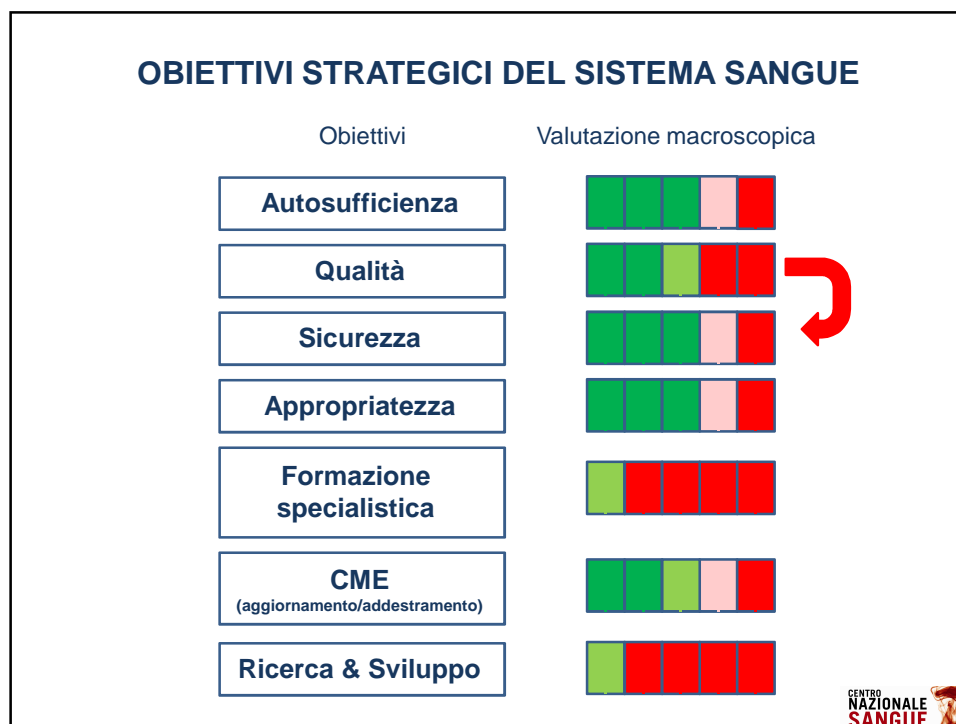 OBIETTIVI STRATEGICI DEL SISTEMA SANGUE
Obiettivi
Valutazione macroscopica
Autosufficienza
Qualità
Sicurezza
Appropriatezza
Formazione
specialistica
CME
(aggiornamento/addestramento)
Ricerca & Sviluppo
CENTRO
NAZIONALE
SANGUE